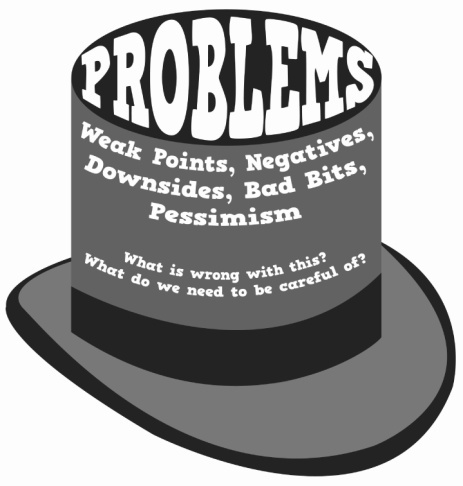 PROBLEMS
Weak Points, Negatives,
Downsides, Bad Bits,
Pessimism
What is wrong with this?
What do we need to be careful of?